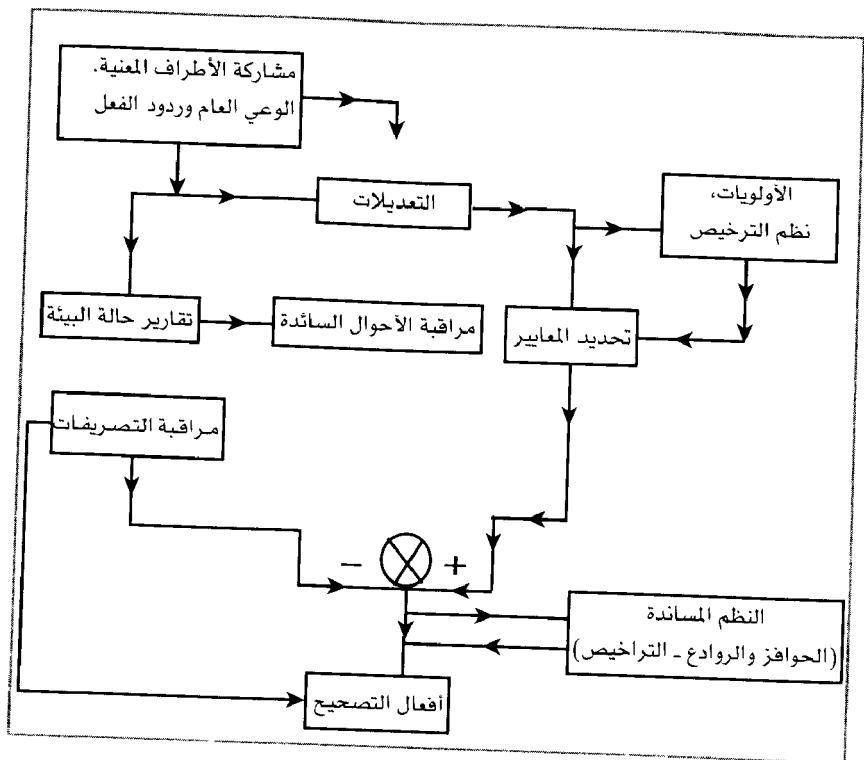 مشاركة الأطراف المعنية.
الوعي العام وردود الفعل
التعديلات
الأولويات،
نظم الترخيص
تقارير حالة البيئة
مراقبة الأحوال السائدة
تحديد المعايير
مراقبة التصريفات
− +
النظم المساندة
(الحوافز والروادع ـ التراخيص)
أفعال التصحيح